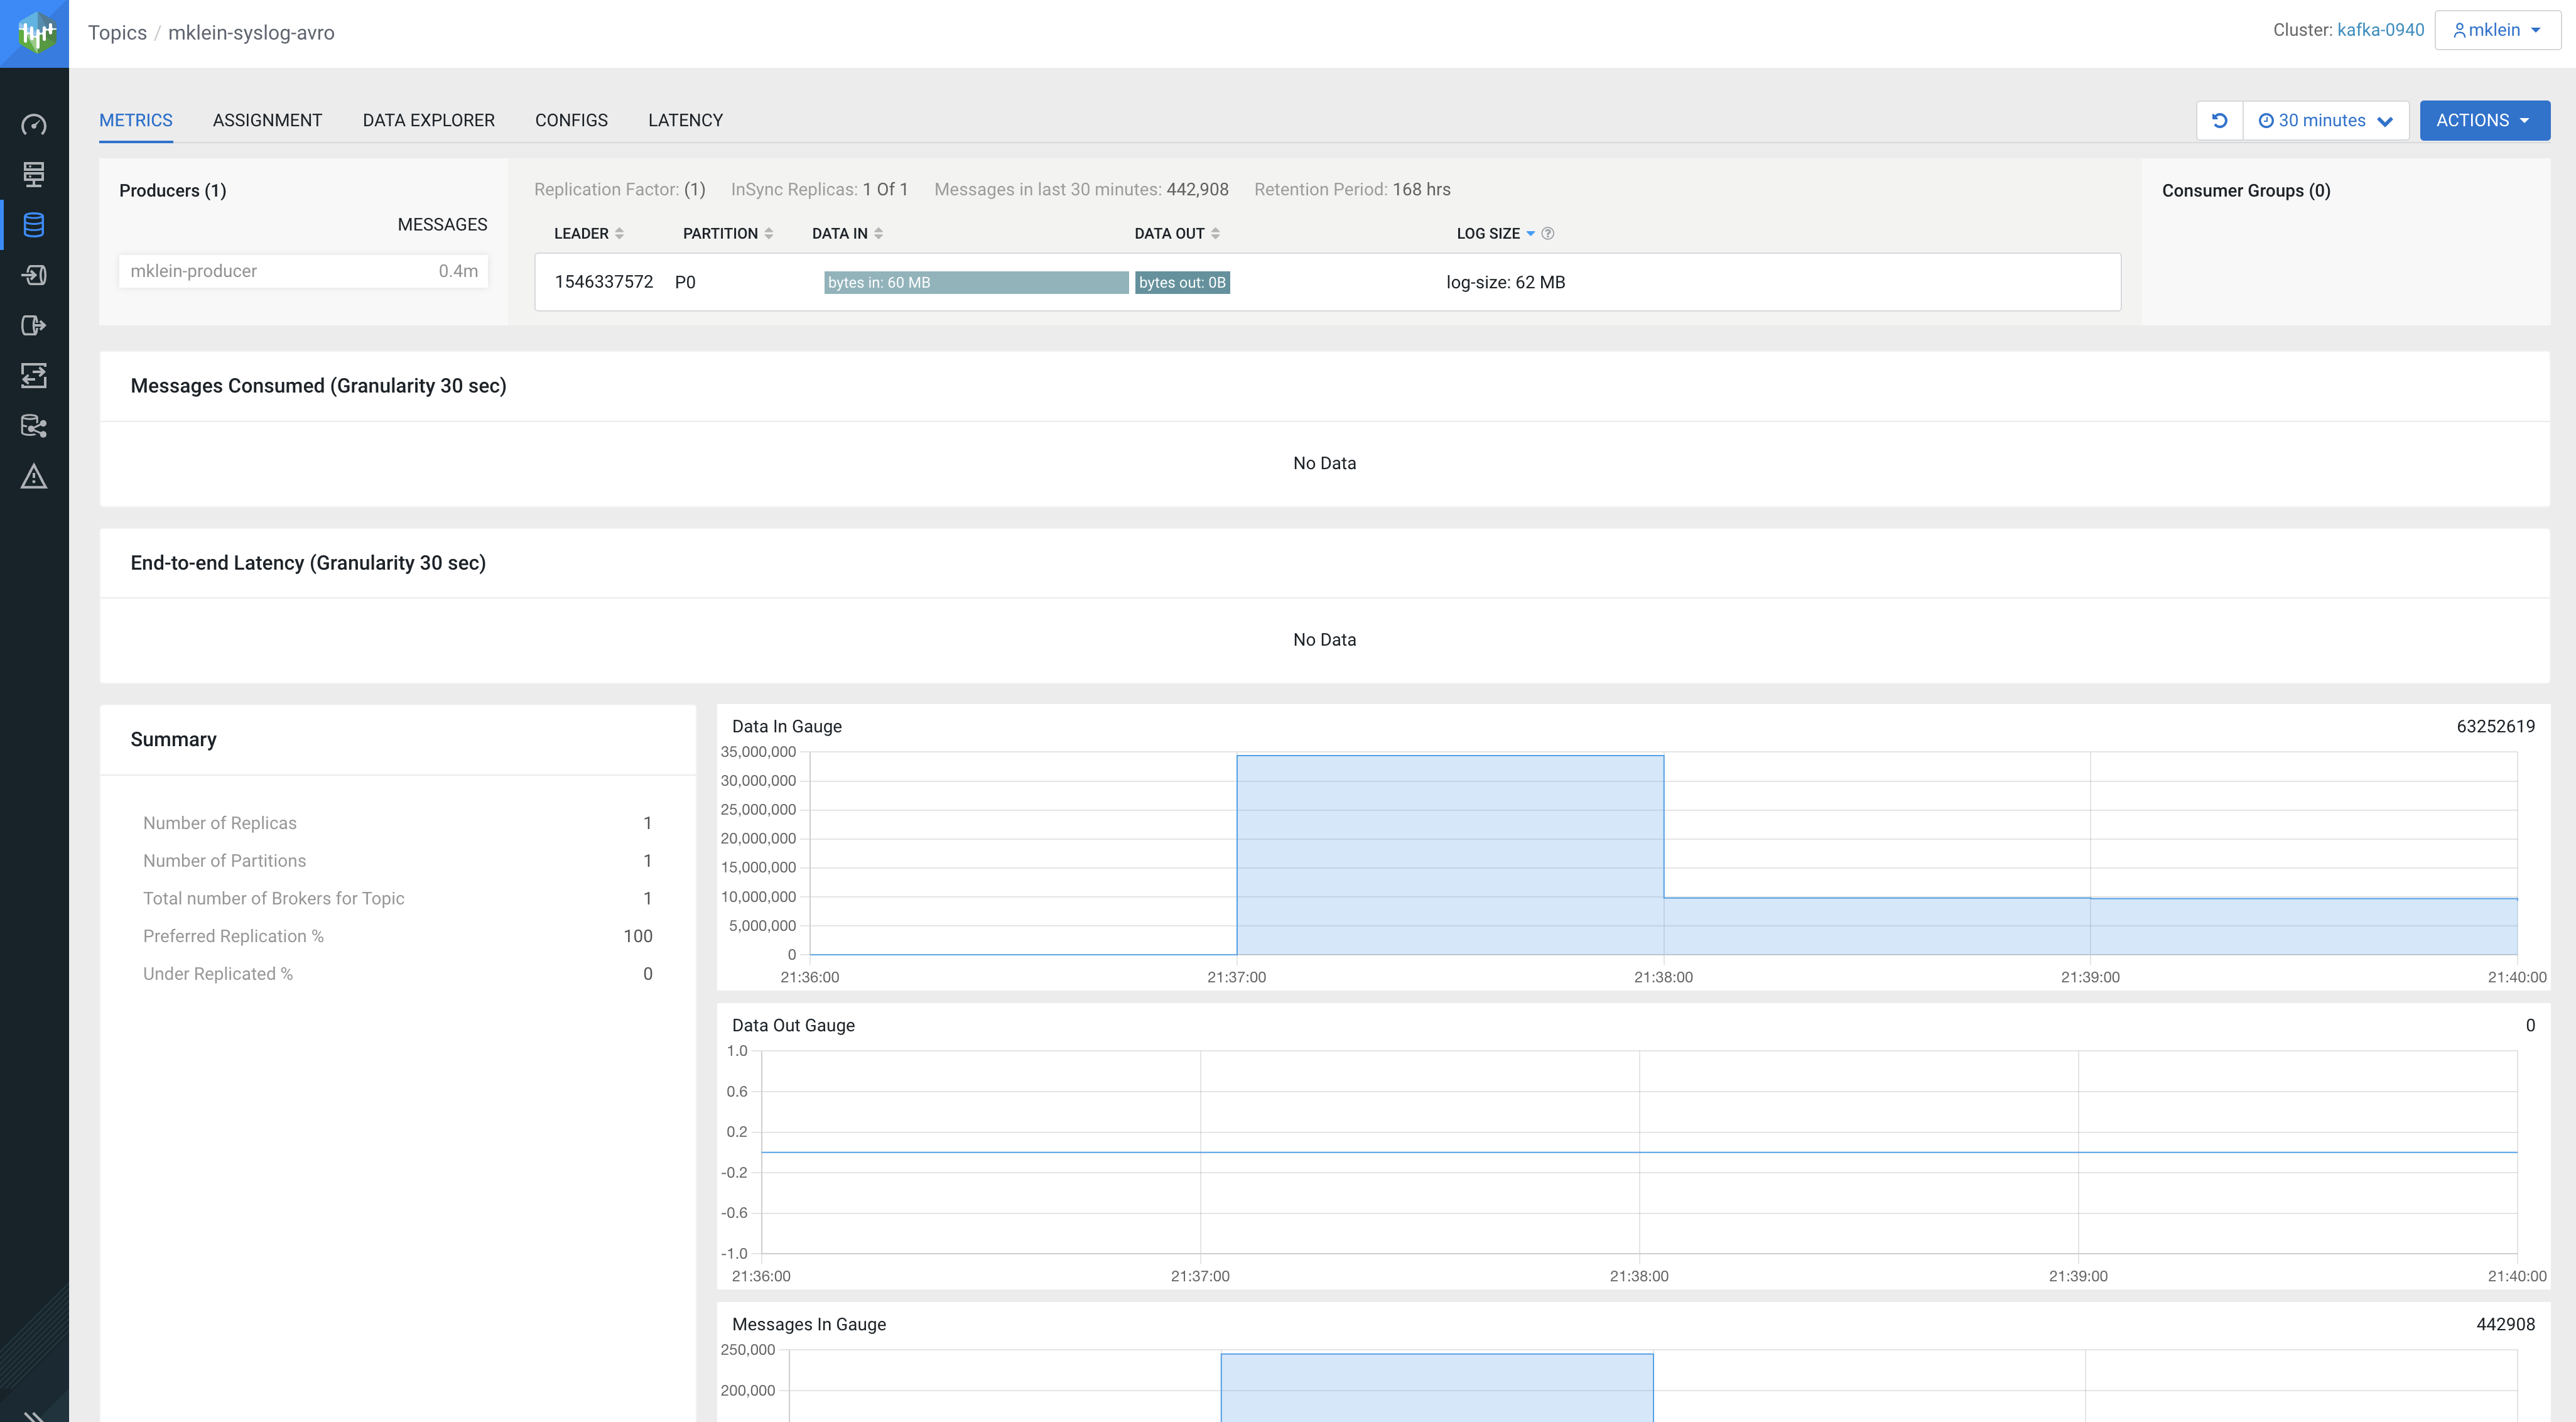 Topics / mklein-syslog-avro
Cluster: kafka-0940
mklein
METRICS
ASSIGNMENT
DATA EXPLORER
CONFIGS
LATENCY
30 minutes
ACTIONS
Producers (1)
MESSAGES
mklein-producer 0.4m
Replication Factor: (1) InSync Replicas: 1 Of 1 Messages in last 30 minutes: 442,908 Retention Period: 168 hrs
LEADER PARTITION DATA IN DATA OUT LOG SIZE ?
1546337572 P0 bytes in: 60 MB bytes out: 0B log-size: 62 MB
Consumer Groups (0)
Messages Consumed (Granularity 30 sec)
No Data
End-to-end Latency (Granularity 30 sec)
No Data
Summary
Number of Replicas 1
Number of Partitions 1
Total number of Brokers for Topic 1
Preferred Replication % 100
Under Replicated % 0
Data In Gauge 63252619
35,000,000
30,000,000
25,000,000
20,000,000
15,000,000
10,000,000
5,000,000
0
21:36:00 21:37:00 21:38:00 21:39:00 21:40:00
Data Out Gauge 0
1.0
0.6
0.2
-0.2
-0.6
-1.0
21:36:00 21:37:00 21:38:00 21:39:00 21:40:00
Messages In Gauge 442908
250,000
200,000